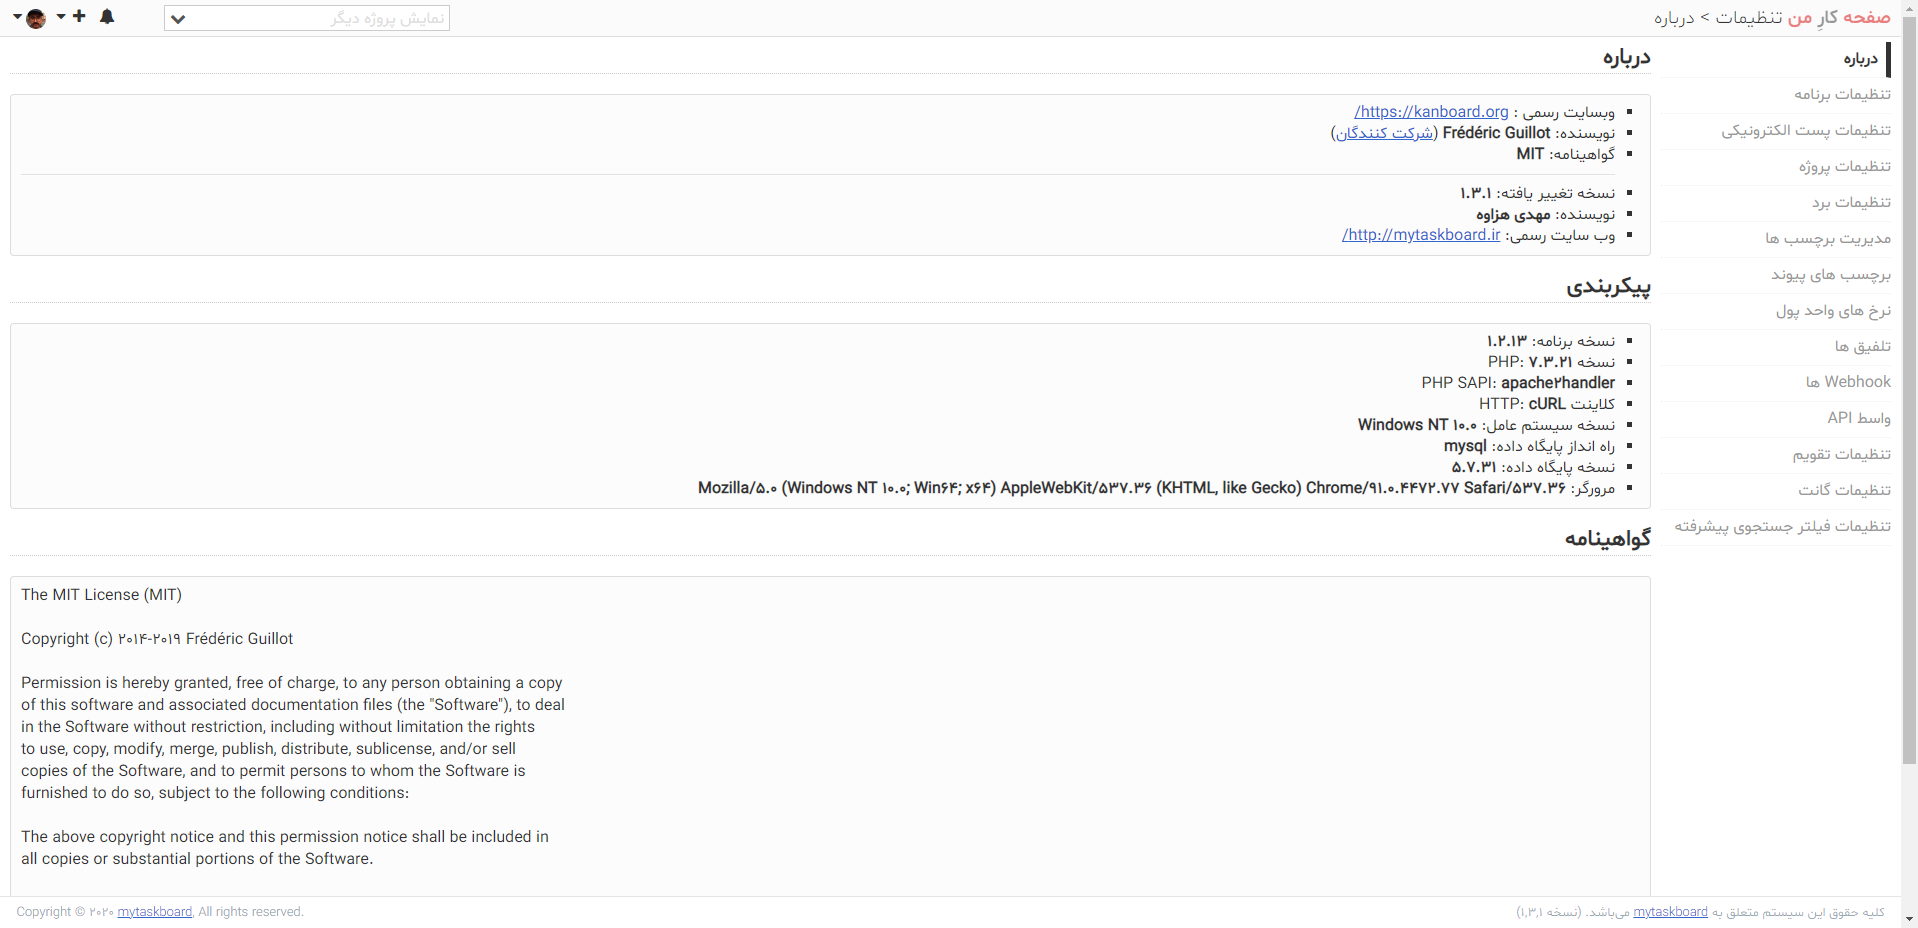 صفحه کارِ من تنظیمات > درباره
نمایش پروژه دیگر
درباره
تنظیمات برنامه
تنظیمات پست الکترونیکی
تنظیمات پروژه
تنظیمات برد
مدیریت برچسب ها
برچسب های پیوند
نرخ های واحد پول
تلفیق ها
Webhook ها
واسط API
تنظیمات تقویم
تنظیمات گانت
تنظیمات فیلتر جستجوی پیشرفته
درباره
وبسایت رسمی : https://kanboard.org/
نویسنده: Frédéric Guillot (شرکت کنندگان)
گواهینامه: MIT
نسخه تغییر یافته: ۱.۳.۱
نویسنده: مهدی هزاوه
وب سایت رسمی: http://mytaskboard.ir/
پیکربندی
نسخه برنامه: ۱.۲.۱۳
نسخه PHP: ۷.۳.۲۱
PHP SAPI: apache۲handler
کلاینت HTTP: cURL
نسخه سیستم عامل: Windows NT ۱۰.۰
راه انداز پایگاه داده: mysql
نسخه پایگاه داده: ۵.۷.۳۱
مرورگر: Mozilla/۵.۰ (Windows NT ۱۰.۰; Win۶۴; x۶۴) AppleWebKit/۵۳۷.۳۶ (KHTML, like Gecko) Chrome/۹۱.۰.۴۴۷۲.۷۷ Safari/۵۳۷.۳۶
گواهینامه
The MIT License (MIT)
Copyright (c) ۲۰۱۴-۲۰۱۹ Frédéric Guillot
Permission is hereby granted, free of charge, to any person obtaining a copy
of this software and associated documentation files (the "Software"), to deal
in the Software without restriction, including without limitation the rights
to use, copy, modify, merge, publish, distribute, sublicense, and/or sell
copies of the Software, and to permit persons to whom the Software is
furnished to do so, subject to the following conditions:
The above copyright notice and this permission notice shall be included in
all copies or substantial portions of the Software.
کلیه حقوق این سیستم متعلق به mytaskboard می‌باشد. (نسخه ۱,۳,۱)
Copyright © ۲۰۲۰ mytaskboard, All rights reserved.